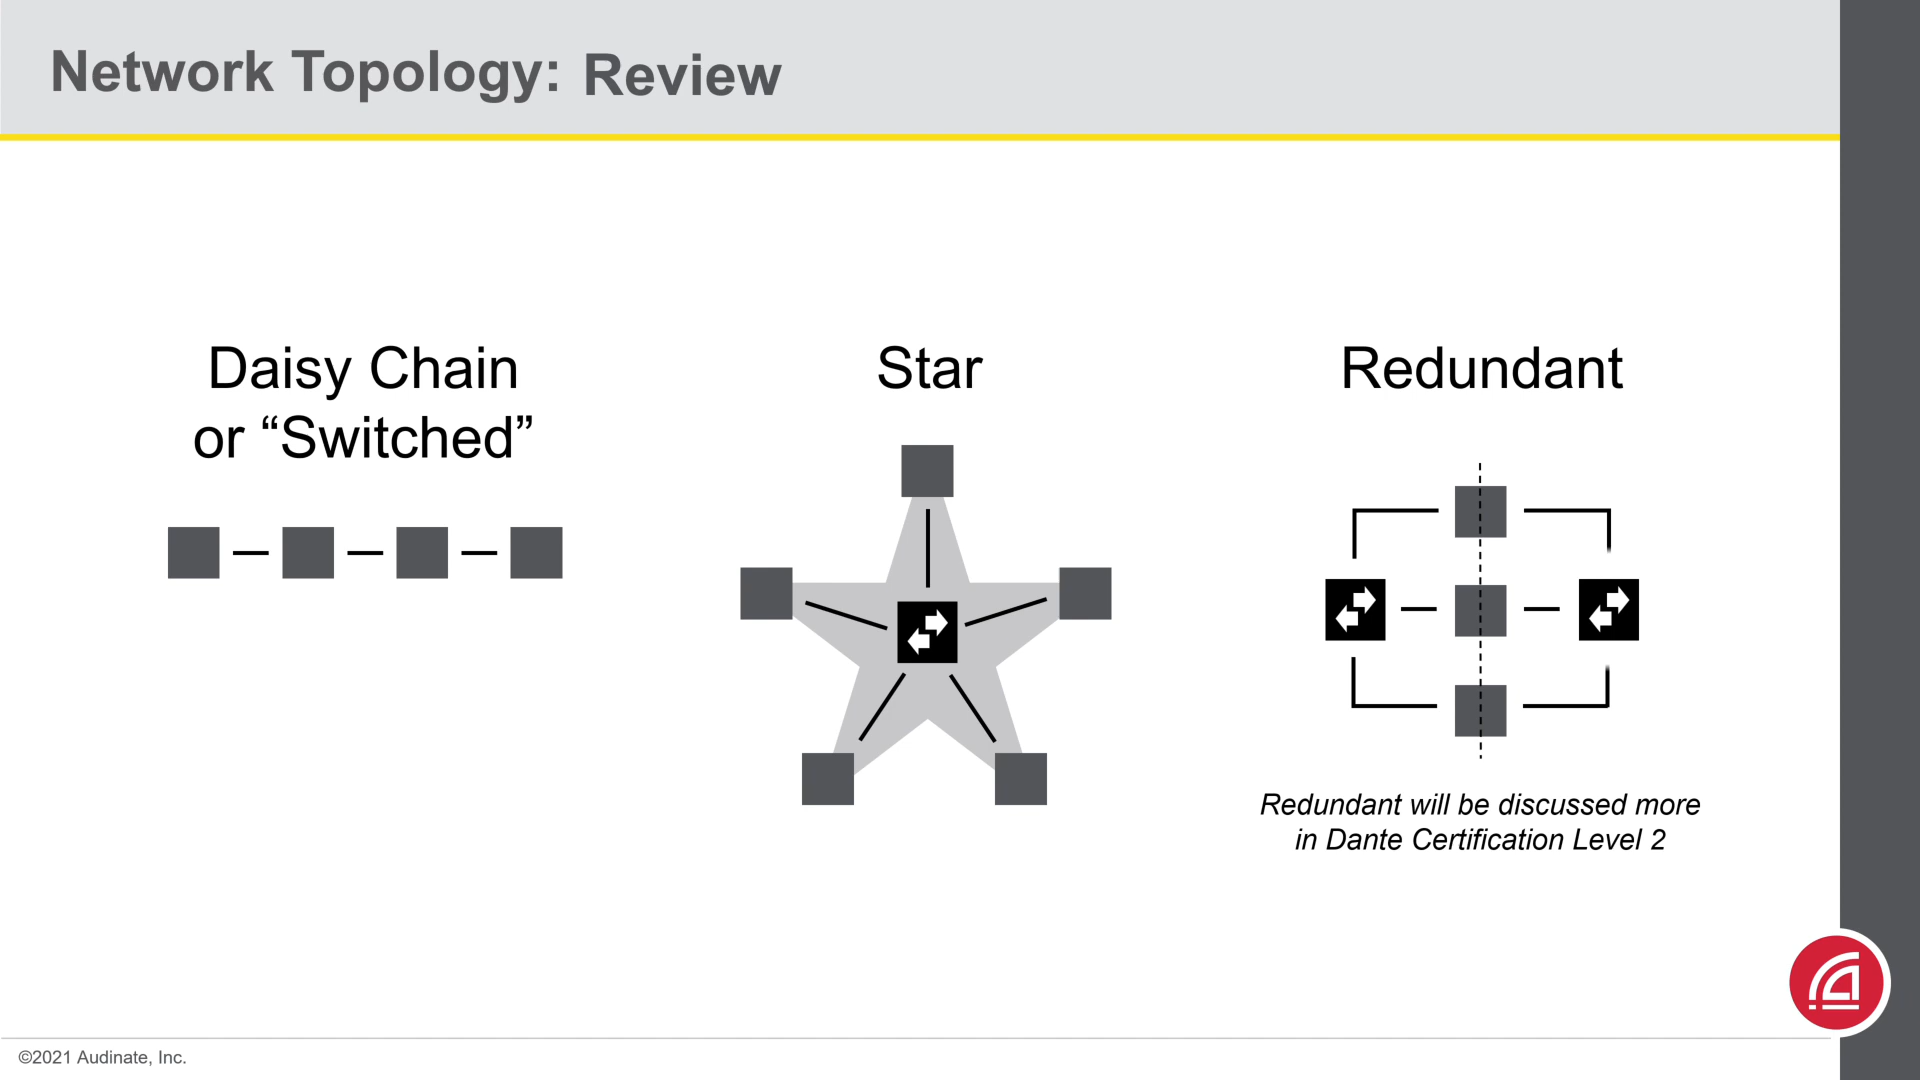 Network Topology: Review
Daisy Chain
or “Switched”
Star
Redundant
Redundant will be discussed more
in Dante Certification Level 2
©2021 Audinate, Inc.